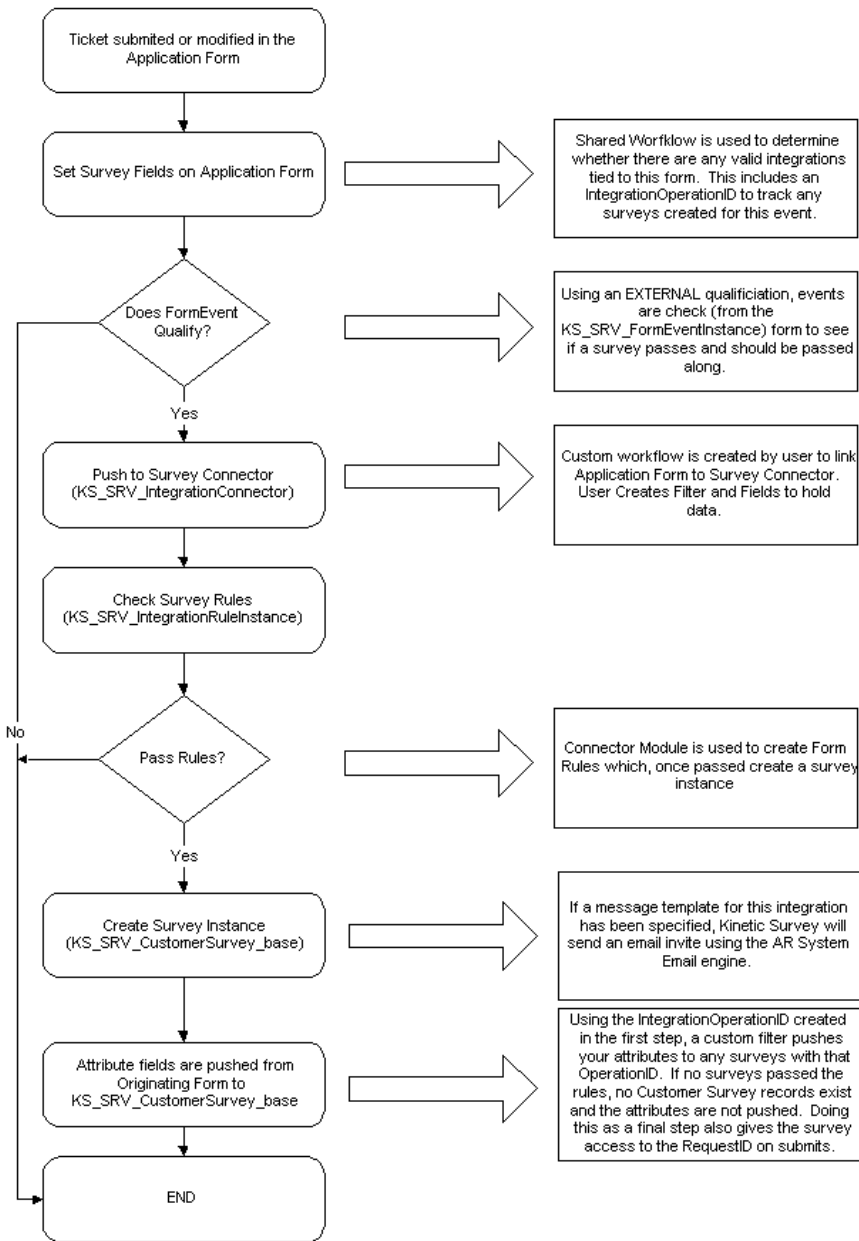 Ticket submited or modified in the
Application Form
Set Survey Fields on Application Form
Shared Worfklow is used to determine
whether there are any valid integrations
tied to this form. This includes an
IntegrationOperationID to track any
surveys created for this event.
Does FormEvent
Qualify?
Using an EXTERNAL qualificiation, events
are check (from the
KS_SRV_FormEventInstance) form to see
if a survey passes and should be passed
along.
Yes
Push to Survey Connector
(KS_SRV_IntegrationConnector)
Custom workflow is created by user to link
Application Form to Survey Connector.
User Creates Filter and Fields to hold
data.
Check Survey Rules
(KS_SRV_IntegrationRuleInstance)
No
Pass Rules?
Connector Module is used to create Form
Rules which, once passed create a survey
instance
Yes
Create Survey Instance
(KS_SRV_CustomerSurvey_base)
If a message template for this integration
has been specified, Kinetic Survey will
send an email invite using the AR System
Email engine.
Attribute fields are pushed from
Originating Form to
KS_SRV_CustomerSurvey_base
Using the IntegrationOperationID created
in the first step, a custom filter pushes
your attributes to any surveys with that
OperationID. If no surveys passed the
rules, no Customer Survey records exist
and the attributes are not pushed. Doing
this as a final step also gives the survey
access to the RequestID on submits.
END